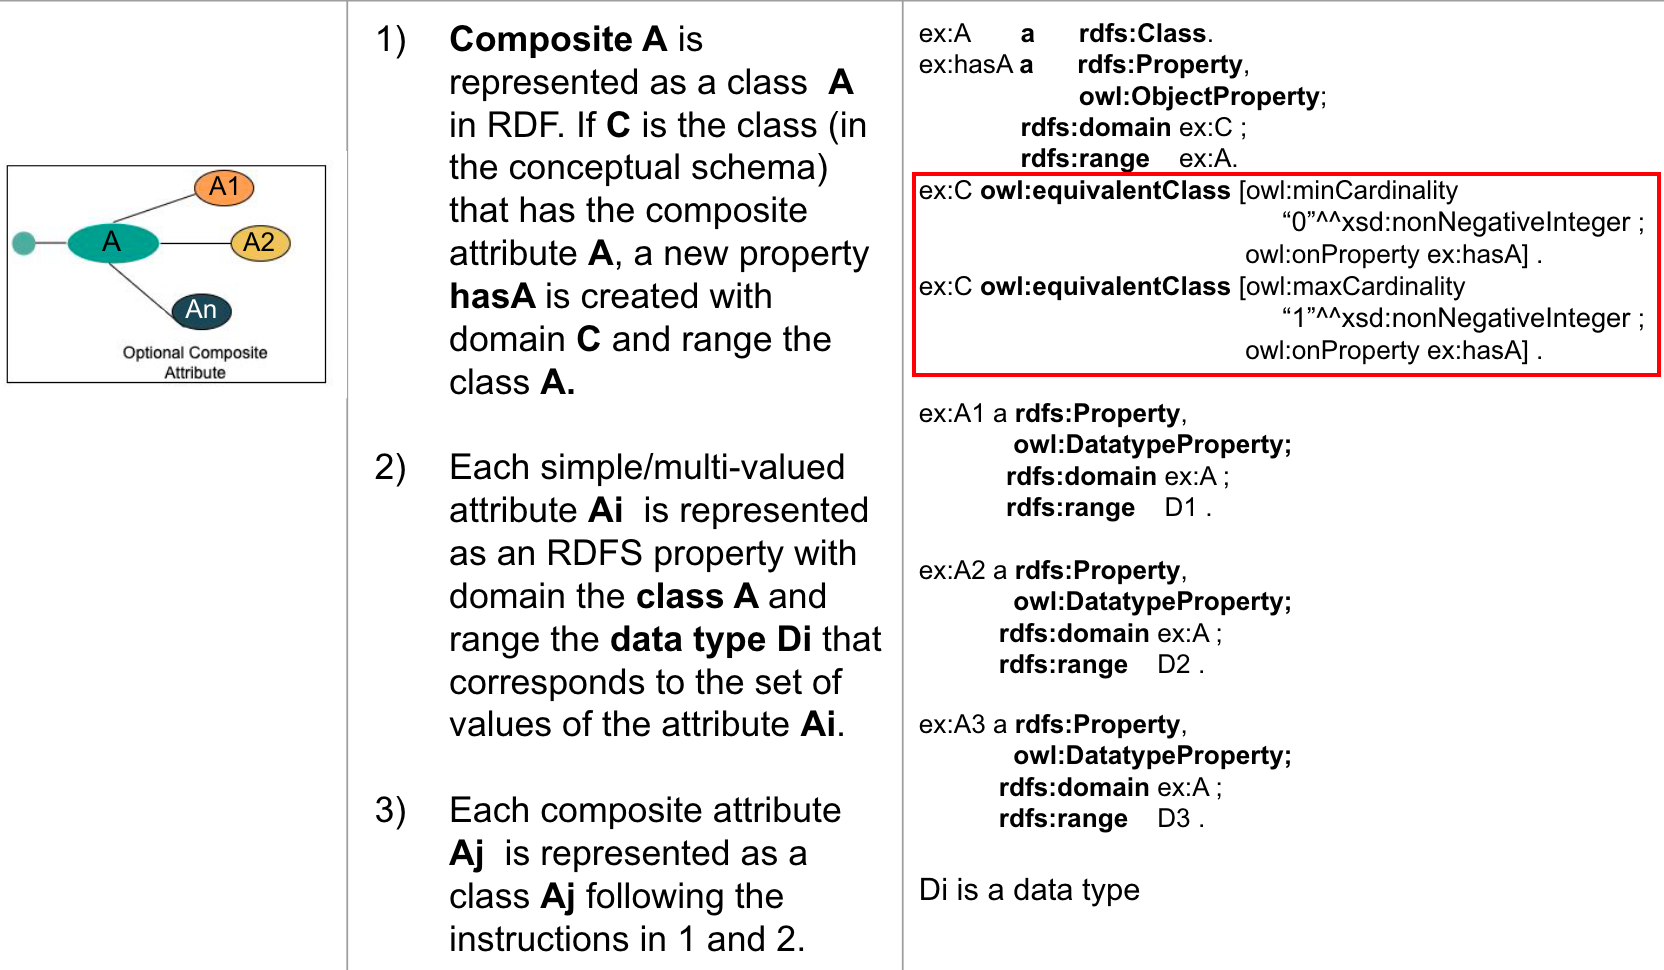 A1
A
A2
An
Optional Composite
Attribute
1) Composite A is
represented as a class A
in RDF. If C is the class (in
the conceptual schema)
that has the composite
attribute A, a new property
hasA is created with
domain C and range the
class A.
2) Each simple/multi-valued
attribute Ai is represented
as an RDFS property with
domain the class A and
range the data type Di that
corresponds to the set of
values of the attribute Ai.
3) Each composite attribute
Aj is represented as a
class Aj following the
instructions in 1 and 2.
ex:A a rdfs:Class.
ex:hasA a rdfs:Property,
owl:ObjectProperty;
rdfs:domain ex:C ;
rdfs:range ex:A.
ex:C owl:equivalentClass [owl:minCardinality
“0”^^xsd:nonNegativeInteger ;
owl:onProperty ex:hasA] .
ex:C owl:equivalentClass [owl:maxCardinality
“1”^^xsd:nonNegativeInteger ;
owl:onProperty ex:hasA] .
ex:A1 a rdfs:Property,
owl:DatatypeProperty;
rdfs:domain ex:A ;
rdfs:range D1 .
ex:A2 a rdfs:Property,
owl:DatatypeProperty;
rdfs:domain ex:A ;
rdfs:range D2 .
ex:A3 a rdfs:Property,
owl:DatatypeProperty;
rdfs:domain ex:A ;
rdfs:range D3 .
Di is a data type